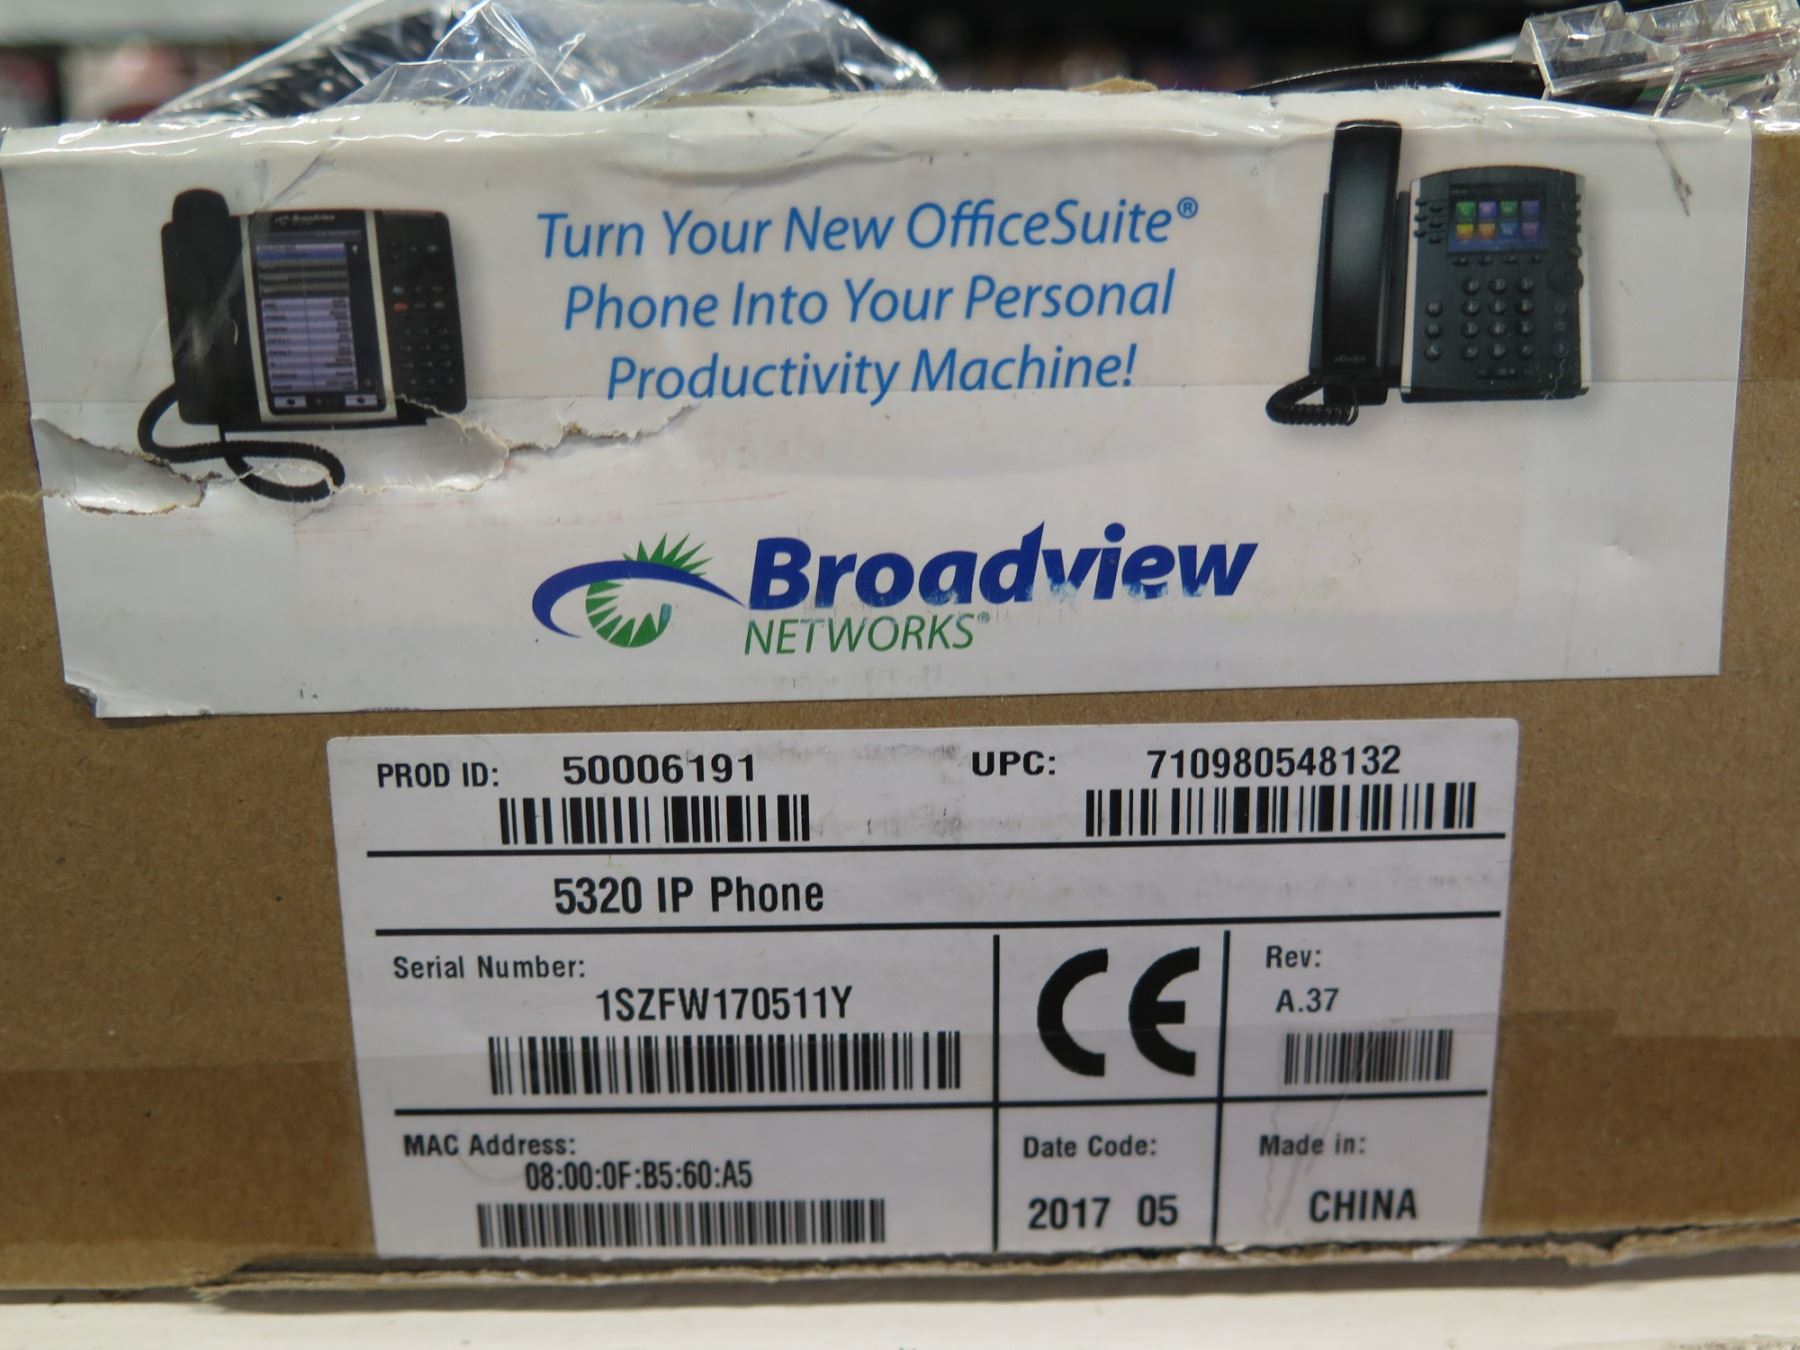 Turn Your New OfficeSuite®
Phone Into Your Personal
Productivity Machine!
Broadview
NETWORKS®
PROD ID: 50006191 UPC: 710980548132
5320 IP Phone
Serial Number:
1SZFW170511Y
CE
Rev:
A.37
MAC Address:
08:00:0F:B5:60:A5
Date Code:
2017 05
Made in:
CHINA